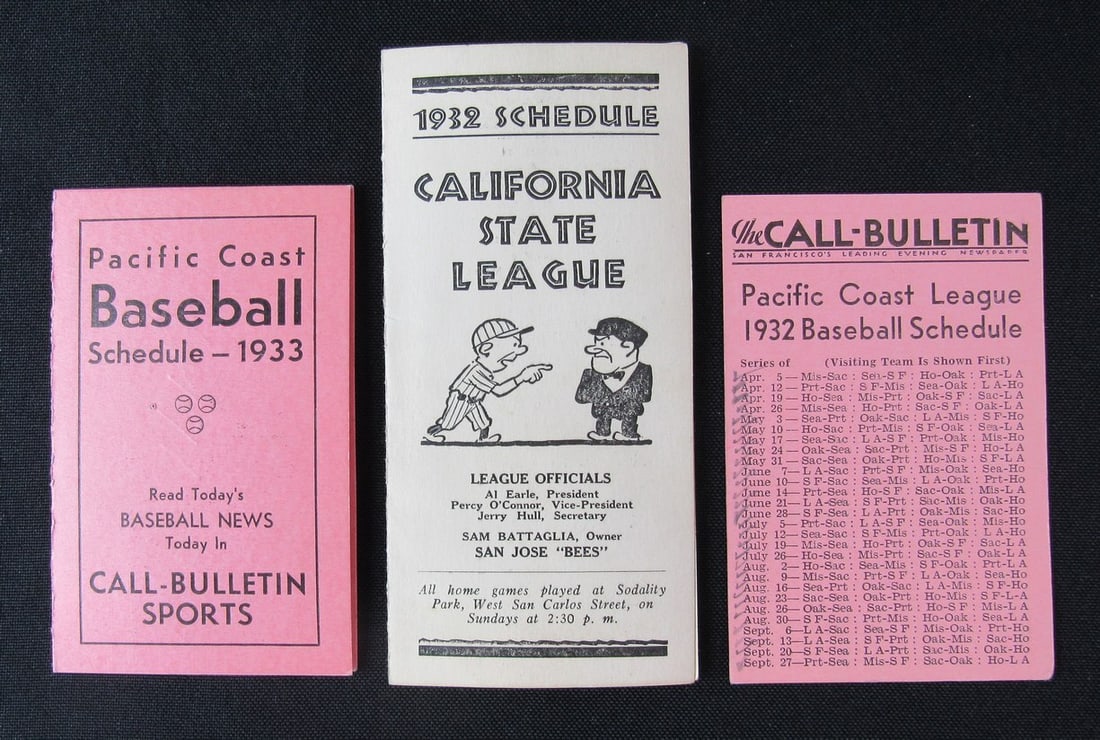 Pacific Coast
Baseball
Schedule – 1933
Read Today's
BASEBALL NEWS
Today In
CALL-BULLETIN
SPORTS
1932 SCHEDULE
CALIFORNIA
STATE
LEAGUE
LEAGUE OFFICIALS
Al Earle, President
Percy O'Connor, Vice-President
Jerry Hull, Secretary
SAM BATTAGLIA, Owner
SAN JOSE "BEES"
All home games played at Sodality
Park, West San Carlos Street, on
Sundays at 2:30 p. m.
The CALL-BULLETIN
SAN FRANCISCO'S LEADING EVENING NEWSPAPER
Pacific Coast League
1932 Baseball Schedule
Series of (Visiting Team Is Shown First)
Apr. 5—Mis-Sac : Sea-S F : Ho-Oak : Prt-L A
Apr. 12—Prt-Sac : S F-Mis : Sea-Oak : L A-Ho
Apr. 19—Ho-Sea : Mis-Prt : Oak-S F : Sac-L A
Apr. 26—Mis-Sea : Ho-Prt : Sac-S F : Oak-L A
May 3—Sea-Prt : Oak-Sac : L A-Mis : S F-Ho
May 10—Ho-Sac : Prt-Mis : S F-Oak : Sea-L A
May 17—Sea-Sac : L A-S F : Prt-Oak : Mis-Ho
May 24—Oak-Sea : Sac-Prt : Mis-S F : Ho-L A
May 31—Sac-Sea : Oak-Prt : Ho-Mis : S F-L A
June 7—L A-Sac : Prt-S F : Mis-Oak : Sea-Ho
June 10—S F-Sac : Sea-Mis : L A-Oak : Prt-Ho
June 14—Prt-Sea : Ho-S F : Sac-Oak : Mis-L A
June 21—L A-Sea : S F-Prt : Sac-Mis : Oak-Ho
June 28—S F-Sea : L A-Prt : Oak-Mis : Sac-Ho
July 5—Prt-Sac : L A-S F : Sea-Oak : Mis-Ho
July 12—Sea-Sac : S F-Mis : Prt-Oak : L A-Ho
July 19—Mis-Sea : Ho-Prt : Oak-S F : Sac-L A
July 26—Ho-Sea : Mis-Prt : Sac-S F : Oak-L A
Aug. 2—Ho-Sac : Sea-Mis : S F-Oak : Prt-L A
Aug. 9—Mis-Sac : Prt-S F : L A-Oak : Sea-Ho
Aug. 16—Sea-Prt : Oak-Sac : L A-Mis : S F-Ho
Aug. 23—Sac-Sea : Oak-Prt : Ho-Mis : S F-L-A
Aug. 26—Oak-Sea : Sac-Prt : Ho-S F : Mis-L A
Aug. 30—S F-Sac : Prt-Mis : Ho-Oak : Sea-L A
Sept. 6—L A-Sac : Sea-S F : Mis-Oak : Prt-Ho
Sept. 13—L A-Sea : S F-Prt : Oak-Mis : Sac-Ho
Sept. 20—S F-Sea : L A-Prt : Sac-Mis : Oak-Ho
Sept. 27—Prt-Sea : Mis-S F : Sac-Oak : Ho-L A